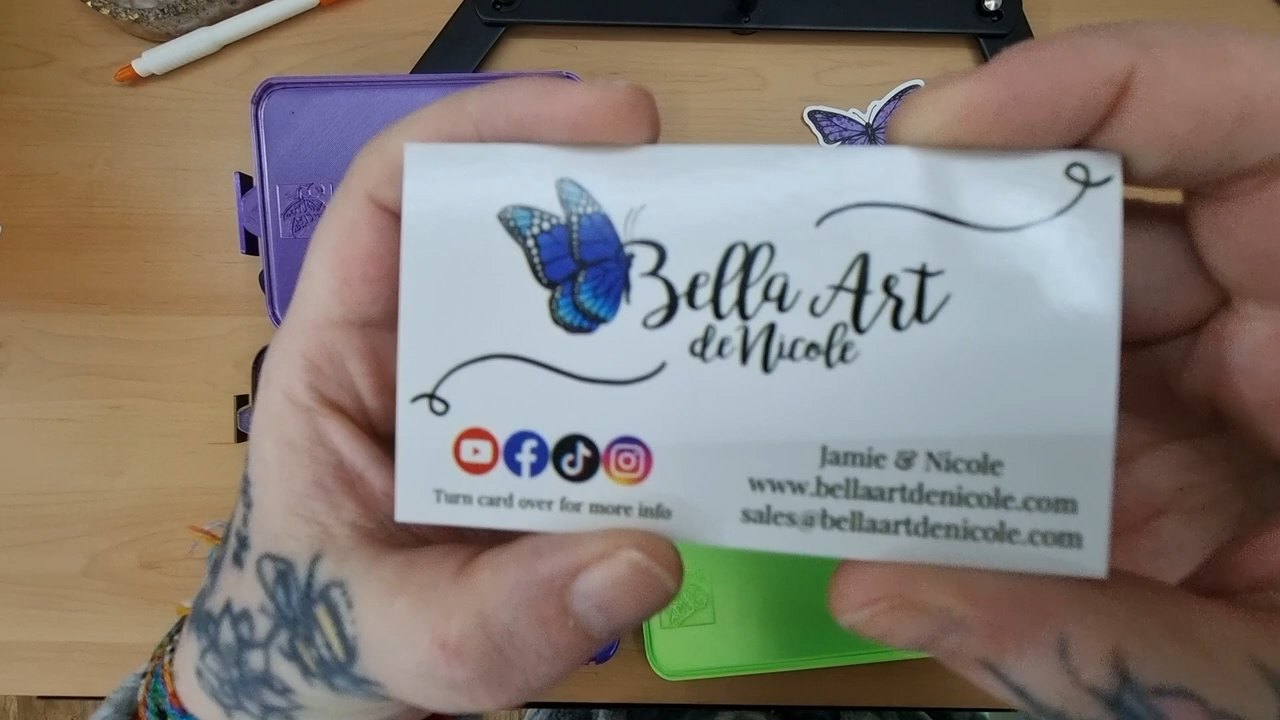 Bella Art
deNicole
Turn card over for more info
Jamie & Nicole
www.bellaartdenicole.com
sales@bellaartdenicole.com